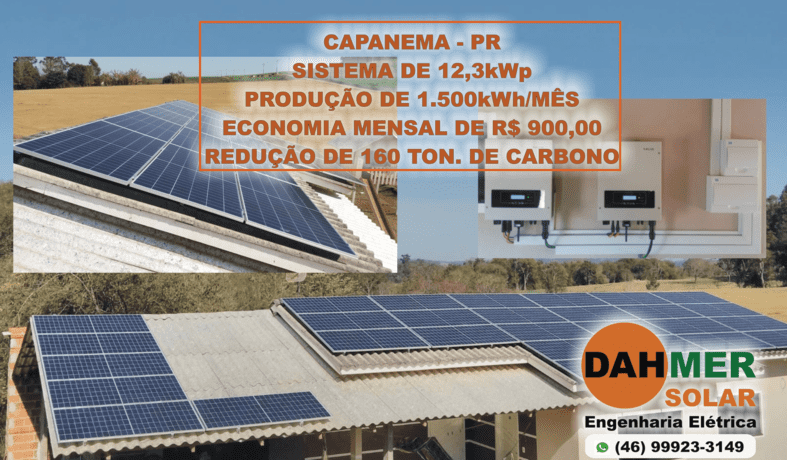 CAPANEMA - PR
SISTEMA DE 12,3kWp
PRODUÇÃO DE 1.500kWh/MÊS
ECONOMIA MENSAL DE R$ 900,00
REDUÇÃO DE 160 TON. DE CARBONO
DAHMER
SOLAR
Engenharia Elétrica
(46) 99923-3149